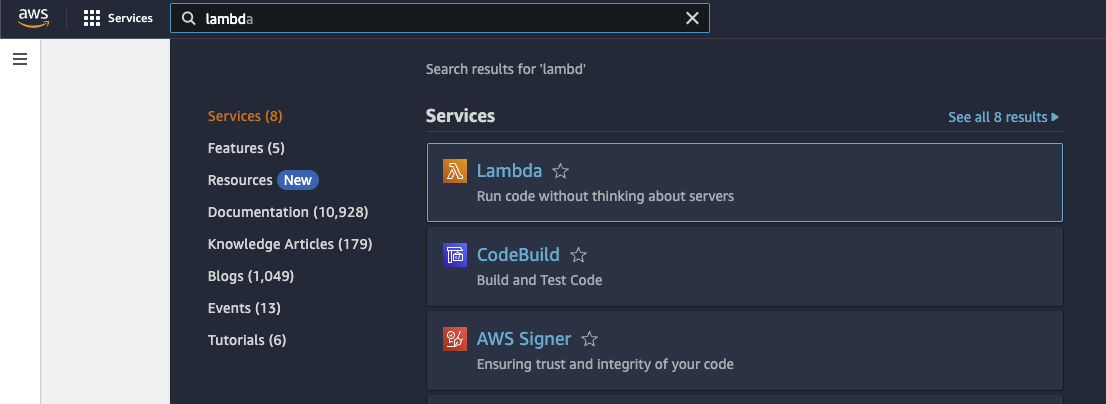 aws
Services
lambda
Search results for 'lambd'
Services (8)
Features (5)
Resources New
Documentation (10,928)
Knowledge Articles (179)
Blogs (1,049)
Events (13)
Tutorials (6)
Services
See all 8 results
Lambda
Run code without thinking about servers
CodeBuild
Build and Test Code
AWS Signer
Ensuring trust and integrity of your code